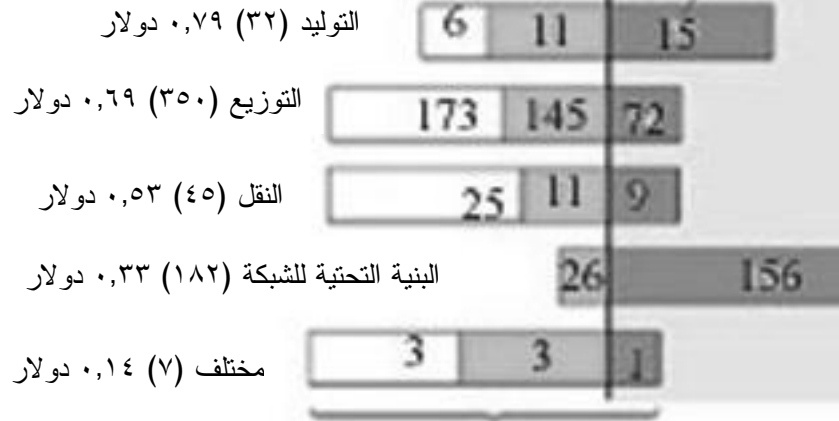 التوليد (٣٢) ٠,٧٩ دولار 6 11 15
التوزيع (٣٥٠) ٠,٦٩ دولار 173 145 72
النقل (٤٥) ٠,٥٣ دولار 25 11 9
البنية التحتية للشبكة (١٨٢) ٠,٣٣ دولار 26 156
مختلف (٧) ٠,١٤ دولار 3 3 1